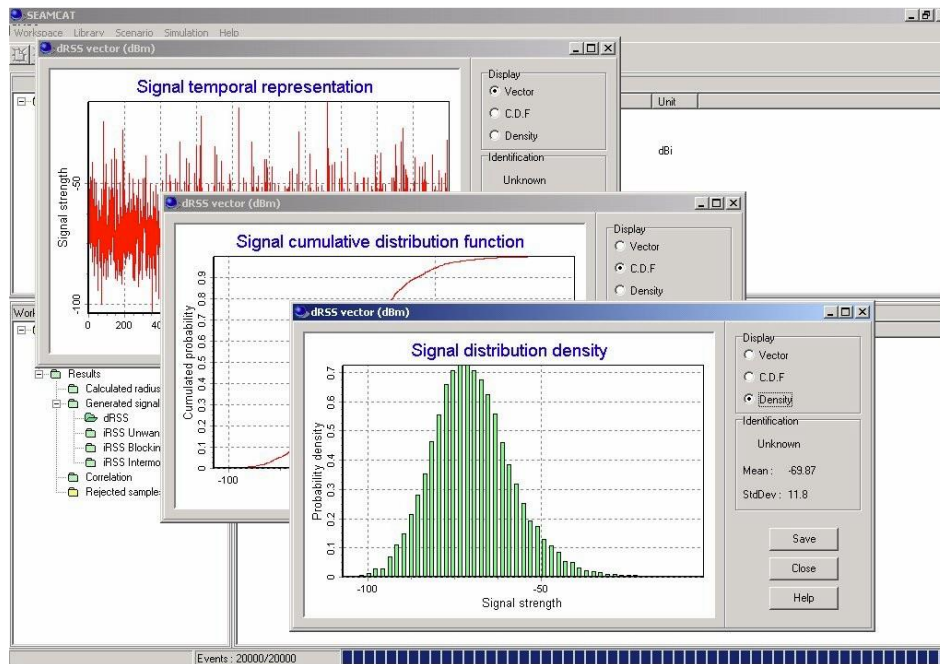 SEAMCAT
Workspace Library Scenario Simulation Help
dRSS vector (dBm)
Signal temporal representation
Signal strength
-50
-100
0 200
Display
Vector
C.D.F
Density
Identification
Unknown
Unit
dBi
dRSS vector (dBm)
Signal cumulative distribution function
Cumulated probability
0.9
0.8
0.7
0.6
0.5
0.4
0.3
0.2
0.1
0
-100
Display
Vector
C.D.F
Density
dRSS vector (dBm)
Signal distribution density
Probability density
0.7
0.6
0.5
0.4
0.3
0.2
0.1
0
-100 -50
Signal strength
Display
Vector
C.D.F
Density
Identification
Unknown
Mean : -69.87
StdDev : 11.8
Save
Close
Help
Results
Calculated radius
Generated signal
dRSS
iRSS Unwan
iRSS Blockin
iRSS Intermo
Correlation
Rejected sample
Events : 20000/20000